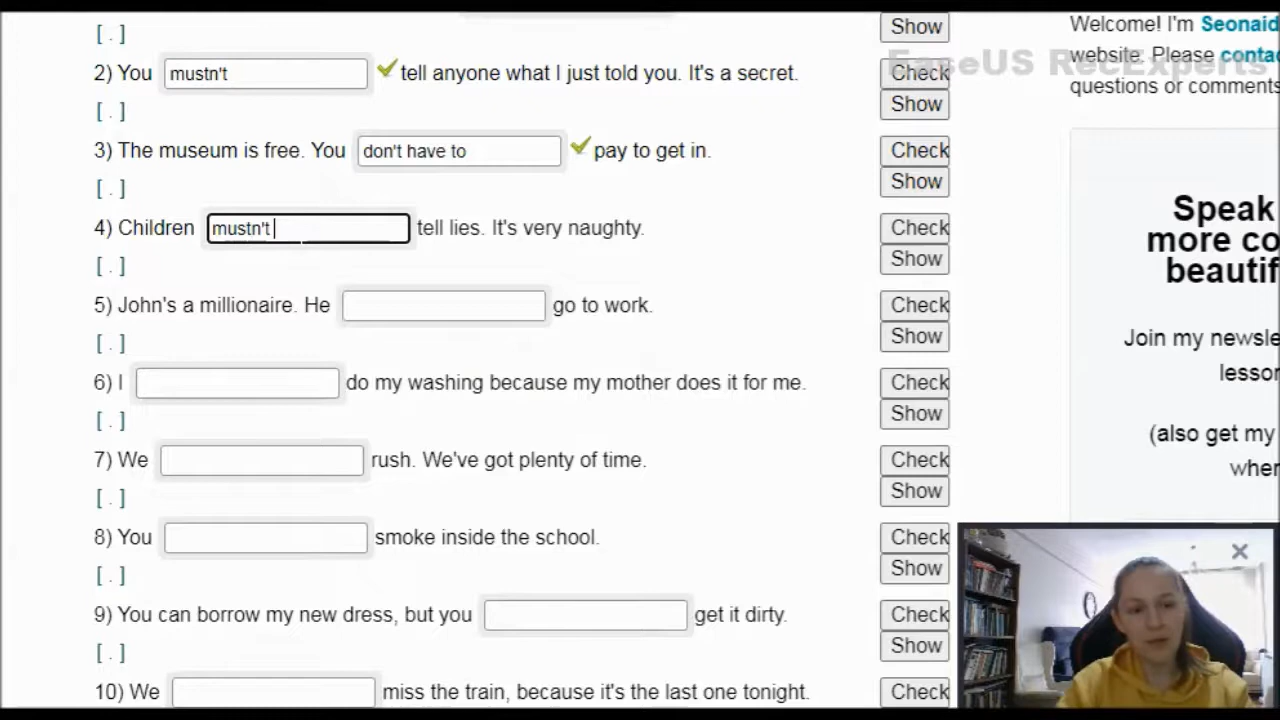 [ . ]
Show
Welcome! I'm Seonaid
2) You mustn't tell anyone what I just told you. It's a secret.
Check
website. Please contac
EaseUS RecExperts
questions or comments
[ . ]
Show
3) The museum is free. You don't have to pay to get in.
Check
[ . ]
Show
4) Children mustn't tell lies. It's very naughty.
Check
[ . ]
Show
5) John's a millionaire. He go to work.
Check
[ . ]
Show
6) I do my washing because my mother does it for me.
Check
[ . ]
Show
7) We rush. We've got plenty of time.
Check
[ . ]
Show
8) You smoke inside the school.
Check
[ . ]
Show
9) You can borrow my new dress, but you get it dirty.
Check
[ . ]
Show
10) We miss the train, because it's the last one tonight.
Check
Speak
more co
beautif
Join my newsle
lesson
(also get my
when